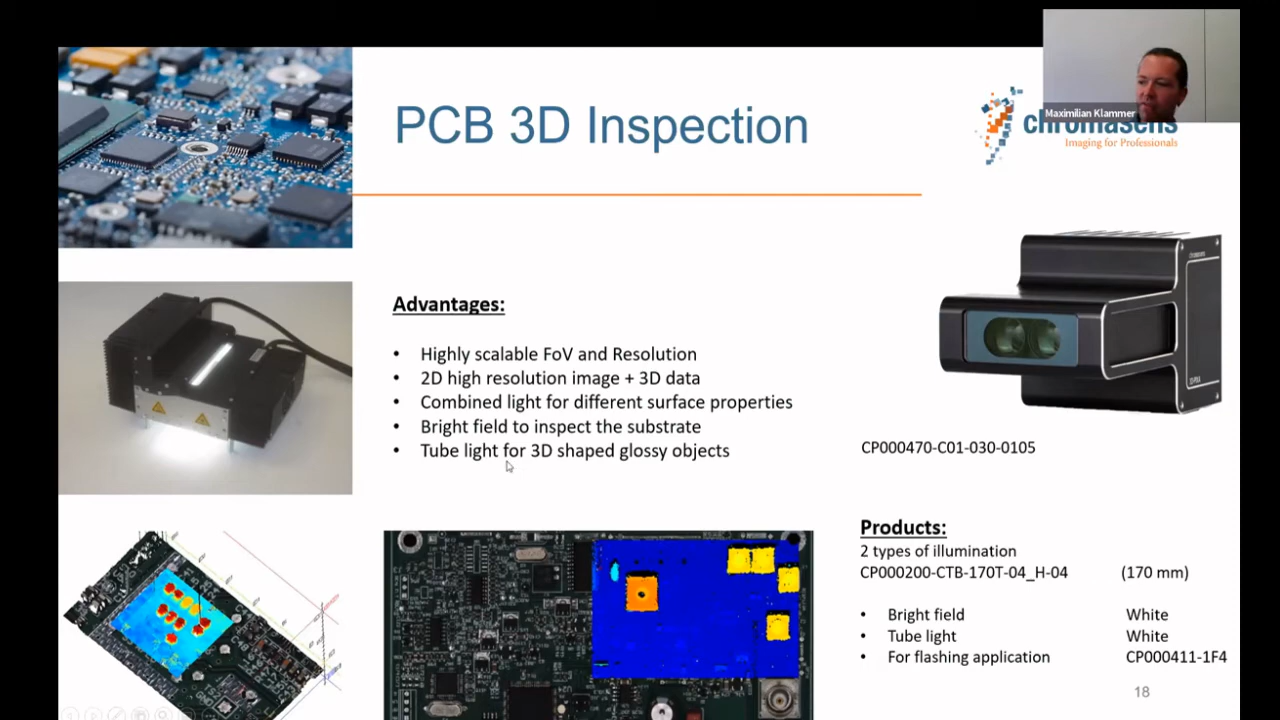 Maximilian Klammer
PCB 3D Inspection
chromasens
Imaging for Professionals
Advantages:
• Highly scalable FoV and Resolution
• 2D high resolution image + 3D data
• Combined light for different surface properties
• Bright field to inspect the substrate
• Tube light for 3D shaped glossy objects
CP000470-C01-030-0105
Products:
2 types of illumination
CP000200-CTB-170T-04_H-04 (170 mm)
• Bright field White
• Tube light White
• For flashing application CP000411-1F4
18